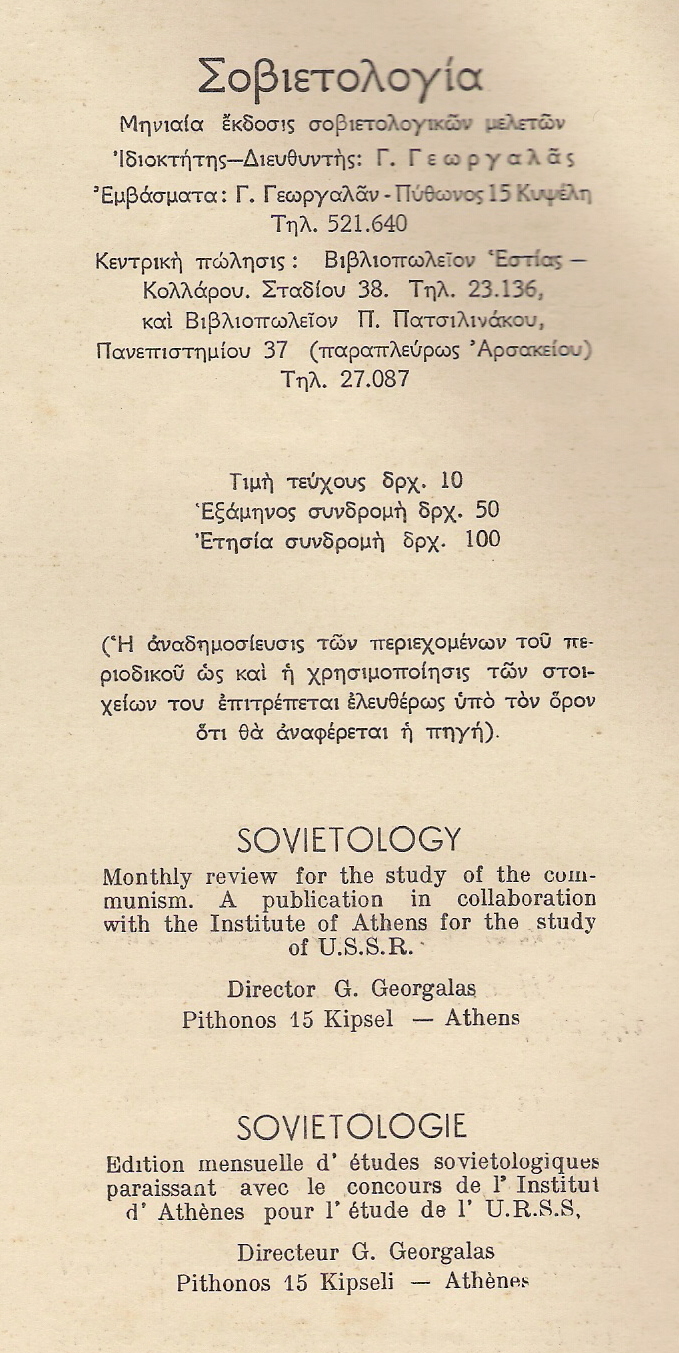 Σοβιετολογία
Μηνιαία ἔκδοσις σοβιετολογικῶν μελετῶν
Ἰδιοκτήτης—Διευθυντὴς: Γ. Γεωργαλᾶς
Ἐμβάσματα: Γ. Γεωργαλᾶν - Πύθωνος 15 Κυψέλη
Τηλ. 521.640
Κεντρικὴ πώλησις : Βιβλιοπωλεῖον Ἑστίας —
Κολλάρου. Σταδίου 38. Τηλ. 23.136,
καὶ Βιβλιοπωλεῖον Π. Πατσιλινάκου,
Πανεπιστημίου 37 (παραπλεύρως Ἀρσακείου)
Τηλ. 27.087
Τιμὴ τεύχους δρχ. 10
Ἑξάμηνος συνδρομὴ δρχ. 50
Ἐτησία συνδρομὴ δρχ. 100
(Ἡ ἀναδημοσίευσις τῶν περιεχομένων τοῦ πε-
ριοδικοῦ ὡς καὶ ἡ χρησιμοποίησις τῶν στοι-
χείων του ἐπιτρέπεται ἐλευθέρως ὑπὸ τὸν ὅρον
ὅτι θὰ ἀναφέρεται ἡ πηγή).
SOVIETOLOGY
Monthly review for the study of the com-
munism. A publication in collaboration
with the Institute of Athens for the study
of U.S.S.R.
Director G. Georgalas
Pithonos 15 Kipsel — Athens
SOVIETOLOGIE
Edition mensuelle d' études sovietologiques
paraissant avec le concours de l' Institut
d' Athènes pour l' étude de l' U.R.S.S,
Directeur G. Georgalas
Pithonos 15 Kipseli — Athènes